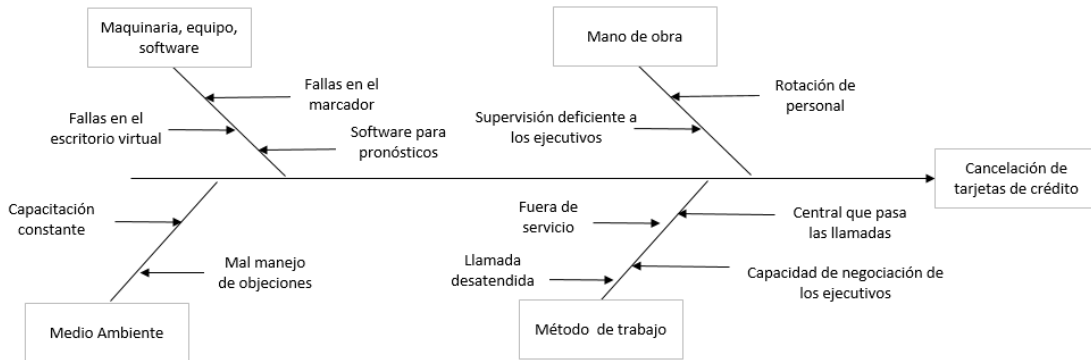 Maquinaria, equipo,
software
Mano de obra
Fallas en el
marcador
Rotación de
personal
Fallas en el
escritorio virtual
Supervisión deficiente a
los ejecutivos
Software para
pronósticos
Cancelación de
tarjetas de crédito
Capacitación
constante
Fuera de
servicio
Central que pasa
las llamadas
Mal manejo
de objeciones
Llamada
desatendida
Capacidad de negociación de
los ejecutivos
Medio Ambiente
Método de trabajo